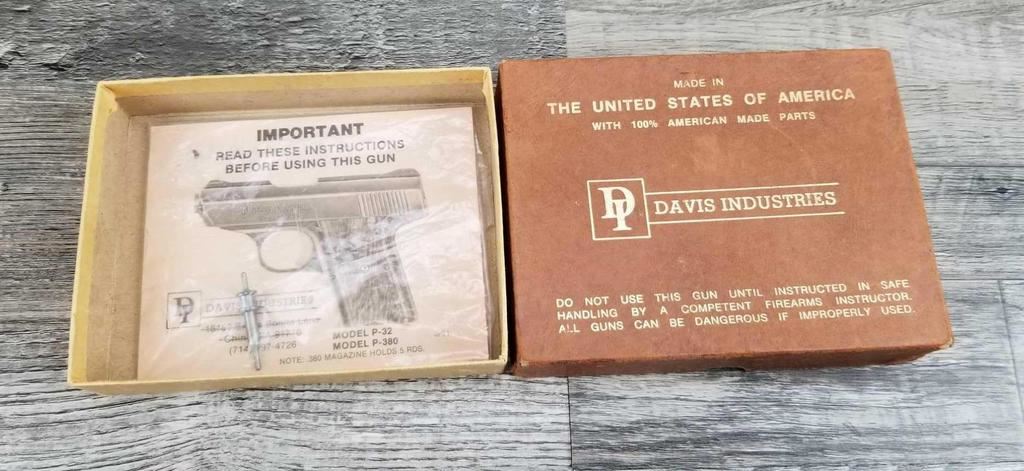 IMPORTANT
READ THESE INSTRUCTIONS
BEFORE USING THIS GUN
DI DAVIS INDUSTRIES
MODEL P-32
MODEL P-380
NOTE: .380 MAGAZINE HOLDS 5 RDS.
MADE IN
THE UNITED STATES OF AMERICA
WITH 100% AMERICAN MADE PARTS
DI DAVIS INDUSTRIES
DO NOT USE THIS GUN UNTIL INSTRUCTED IN SAFE
HANDLING BY A COMPETENT FIREARMS INSTRUCTOR.
ALL GUNS CAN BE DANGEROUS IF IMPROPERLY USED.